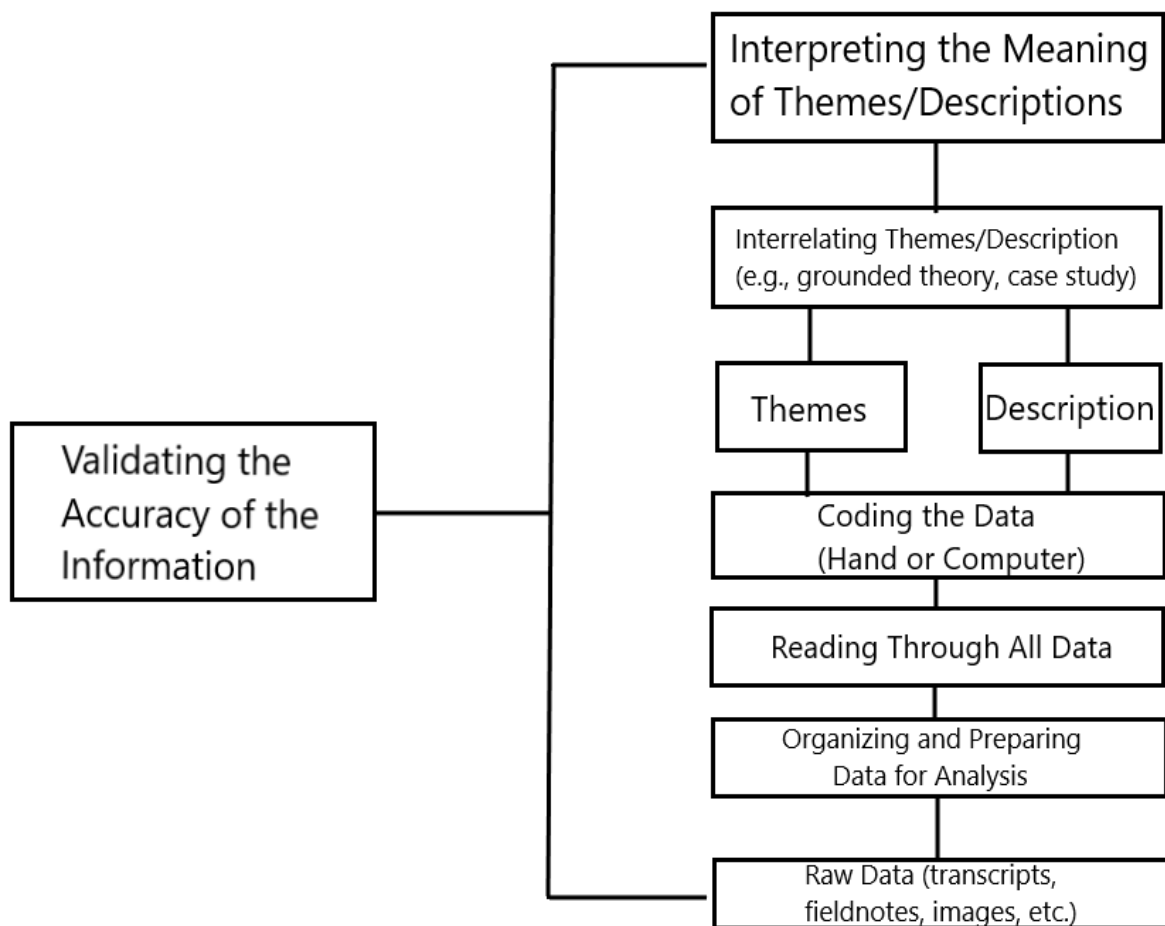 Interpreting the Meaning
of Themes/Descriptions
Interrelating Themes/Description
(e.g., grounded theory, case study)
Themes
Description
Validating the
Accuracy of the
Information
Coding the Data
(Hand or Computer)
Reading Through All Data
Organizing and Preparing
Data for Analysis
Raw Data (transcripts,
fieldnotes, images, etc.)